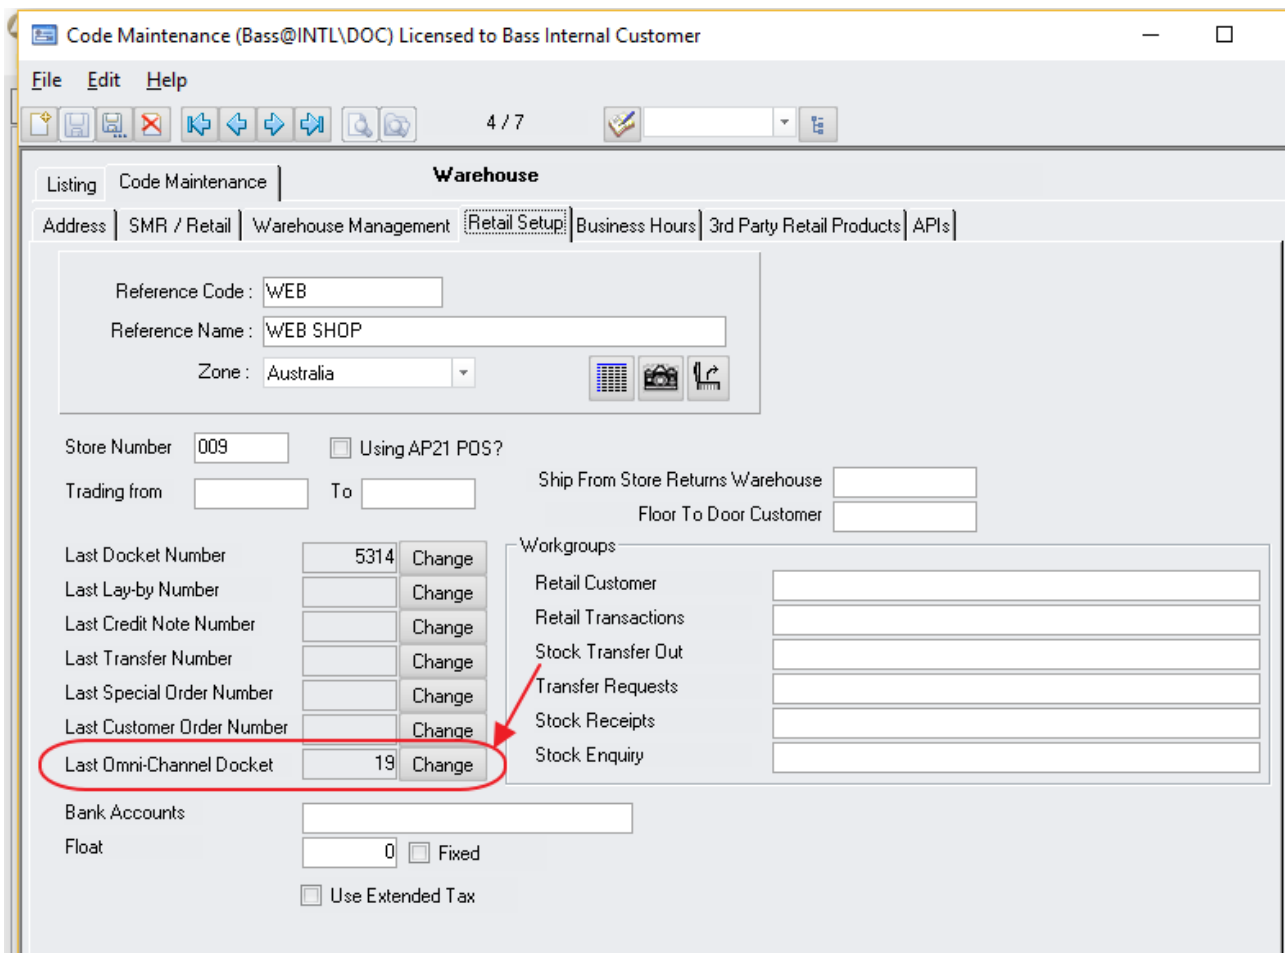 Code Maintenance (Bass@INTL\DOC) Licensed to Bass Internal Customer
File Edit Help
4 / 7
Listing Code Maintenance Warehouse
Address SMR / Retail Warehouse Management Retail Setup Business Hours 3rd Party Retail Products APIs
Reference Code : WEB
Reference Name : WEB SHOP
Zone : Australia
Store Number 009 Using AP21 POS?
Trading from To
Ship From Store Returns Warehouse
Floor To Door Customer
Last Docket Number 5314 Change
Last Lay-by Number Change
Last Credit Note Number Change
Last Transfer Number Change
Last Special Order Number Change
Last Customer Order Number Change
Last Omni-Channel Docket 19 Change
Workgroups
Retail Customer
Retail Transactions
Stock Transfer Out
Transfer Requests
Stock Receipts
Stock Enquiry
Bank Accounts
Float 0 Fixed
Use Extended Tax